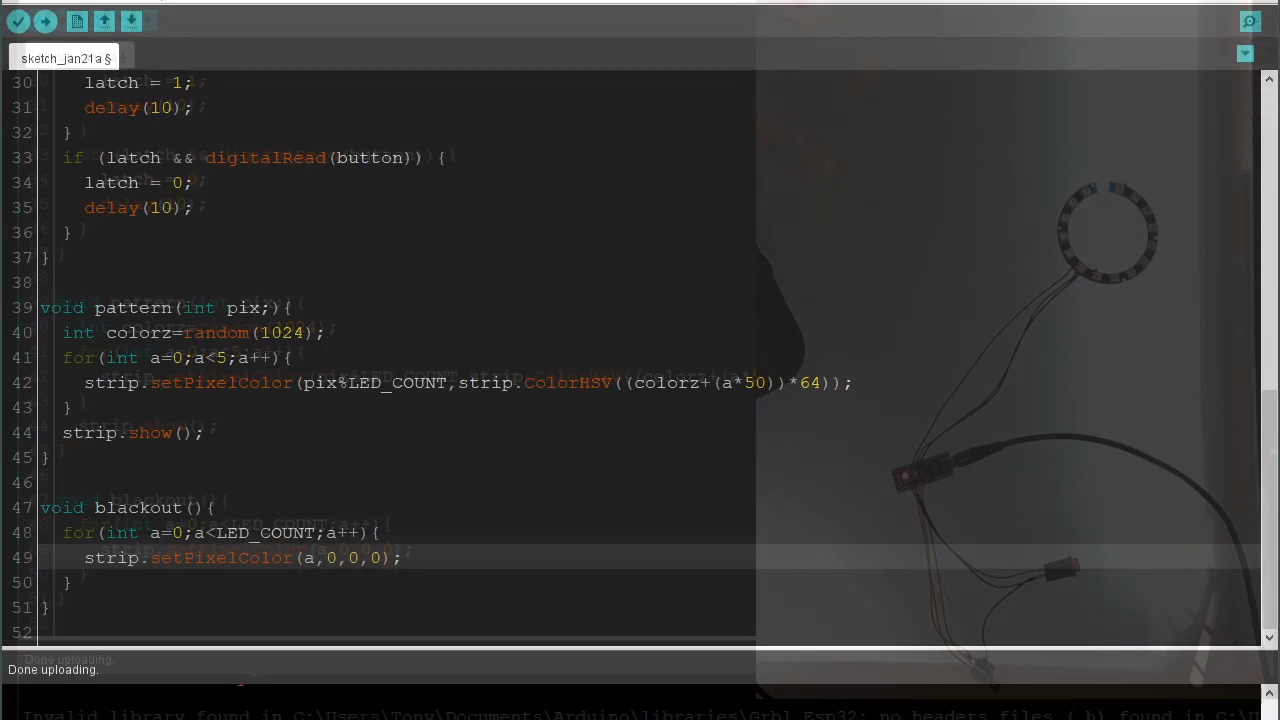 sketch_jan21a §
30 latch = 1;
31 delay(10);
32 }
33 if (latch && digitalRead(button)) {
34 latch = 0;
35 delay(10);
36 }
37 }
38
39 void pattern(int pix;){
40 int colorz=random(1024);
41 for(int a=0;a<5;a++){
42 strip.setPixelColor(pix%LED_COUNT,strip.ColorHSV((colorz+(a*50))*64));
43 }
44 strip.show();
45 }
46
47 void blackout(){
48 for(int a=0;a<LED_COUNT;a++){
49 strip.setPixelColor(a,0,0,0);
50 }
51 }
52
Done uploading.
Done uploading.
Invalid library found in C:\Users\Tony\Documents\Arduino\libraries\Grbl_Esp32: no headers files (.h) found in C:\U